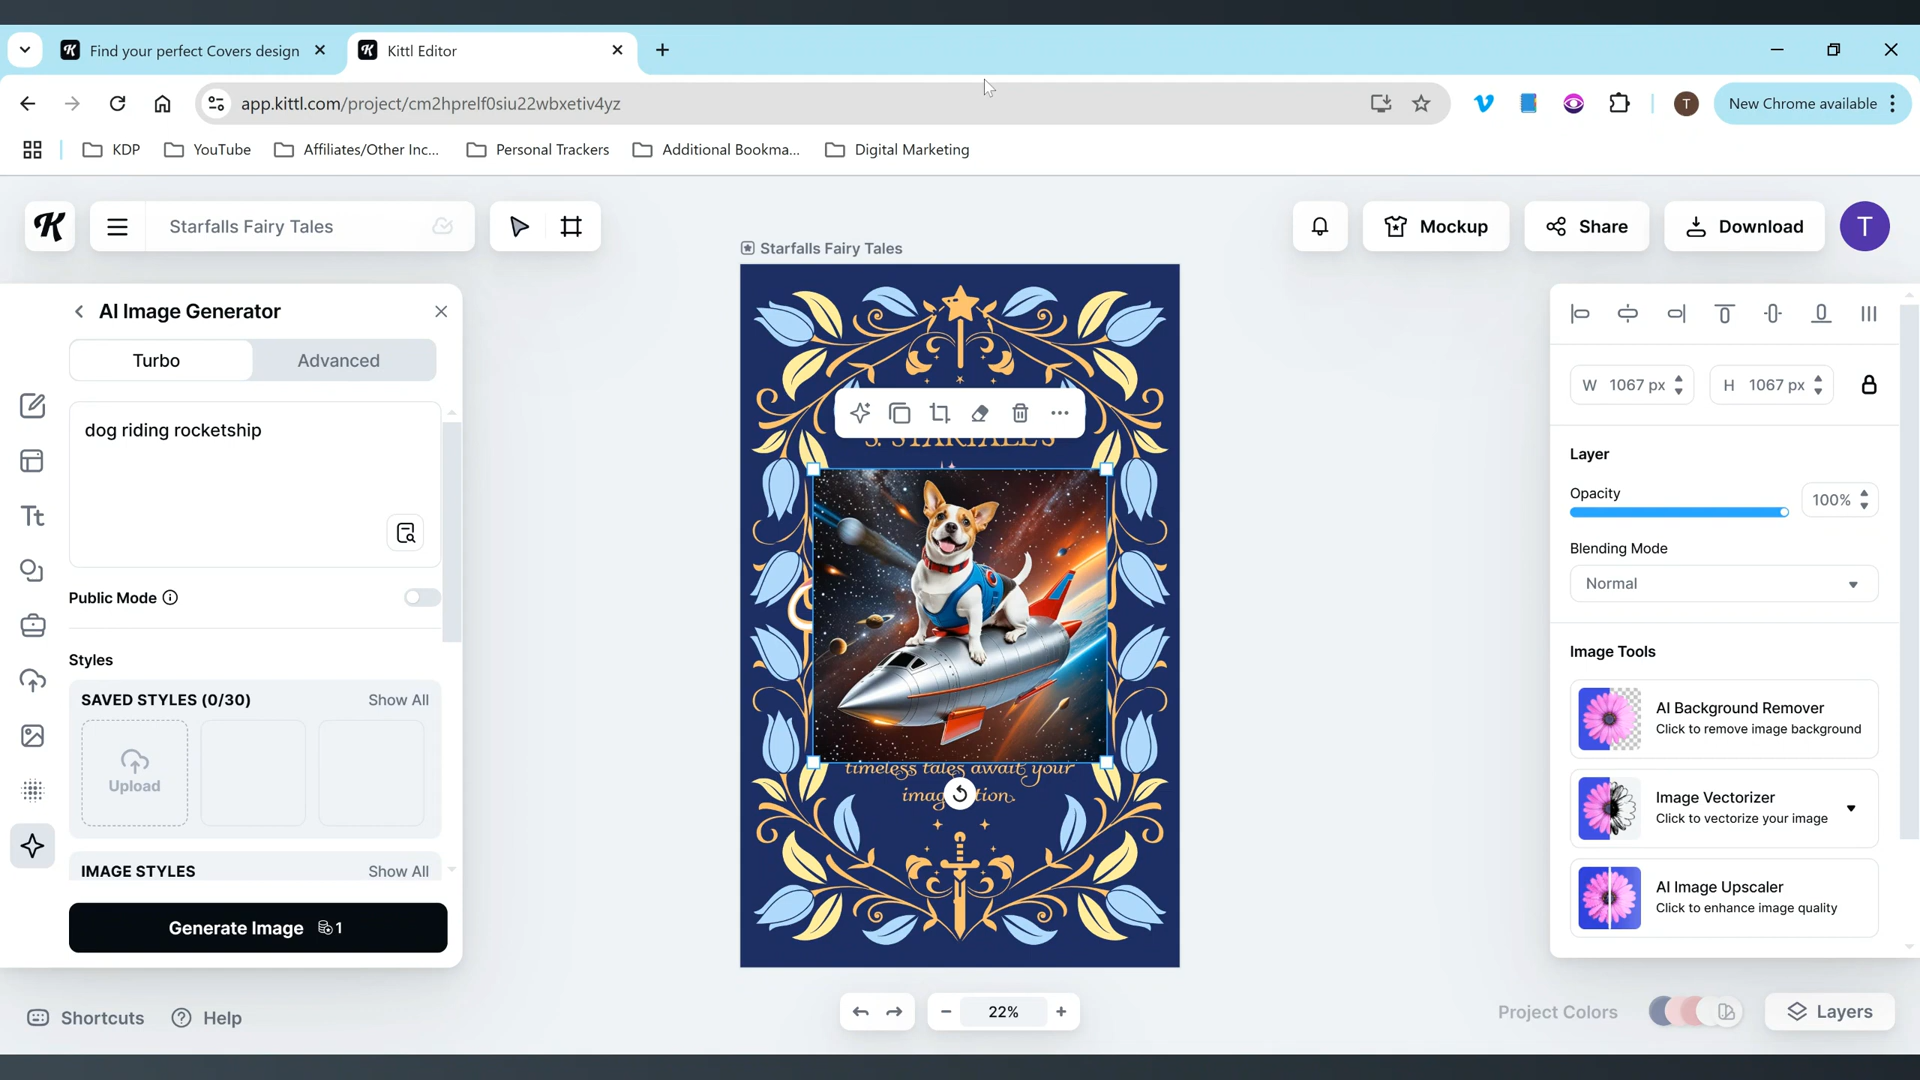 Find your perfect Covers design
Kittl Editor
app.kittl.com/project/cm2hprelf0siu22wbxetiv4yz
T
New Chrome available
KDP
YouTube
Affiliates/Other Inc...
Personal Trackers
Additional Bookma...
Digital Marketing
K
Starfalls Fairy Tales
Mockup
Share
Download
T
Starfalls Fairy Tales
AI Image Generator
Turbo
Advanced
dog riding rocketship
Public Mode
Styles
SAVED STYLES (0/30)
Show All
Upload
IMAGE STYLES
Show All
Generate Image 1
Shortcuts
Help
S. STARFALL'S
timeless tales await your
22%
W 1067 px
H 1067 px
Layer
Opacity
100%
Blending Mode
Normal
Image Tools
AI Background Remover
Click to remove image background
Image Vectorizer
Click to vectorize your image
AI Image Upscaler
Click to enhance image quality
Project Colors
Layers